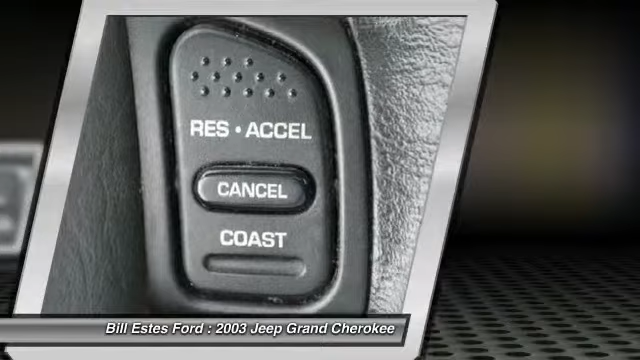 RES • ACCEL
CANCEL
COAST
Bill Estes Ford : 2003 Jeep Grand Cherokee